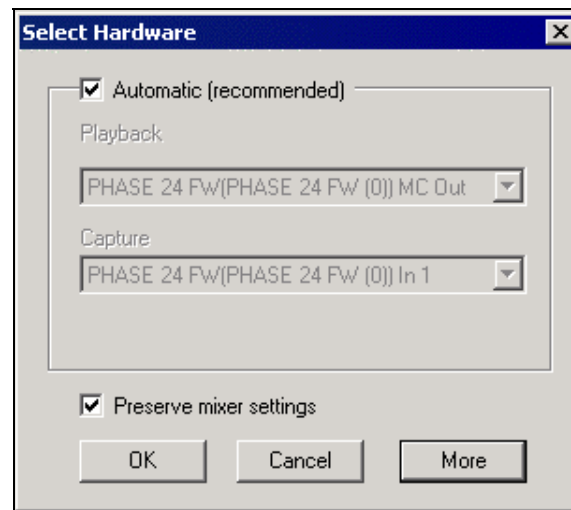 Select Hardware
Automatic (recommended)
Playback
PHASE 24 FW(PHASE 24 FW (0)) MC Out
Capture
PHASE 24 FW(PHASE 24 FW (0)) In 1
Preserve mixer settings
OK Cancel More